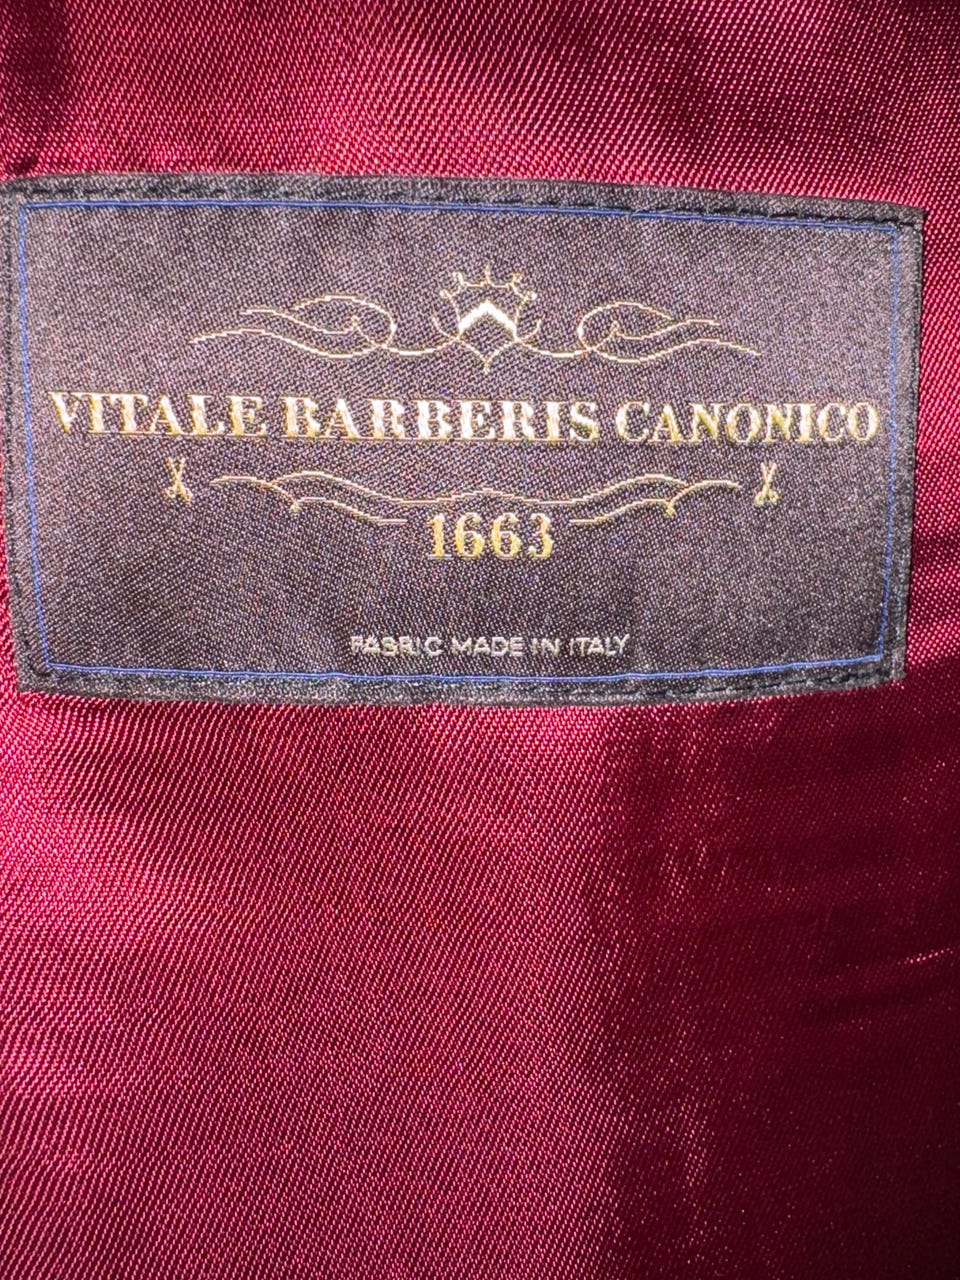 VITALE BARBERIS CANONICO
1663
FABRIC MADE IN ITALY